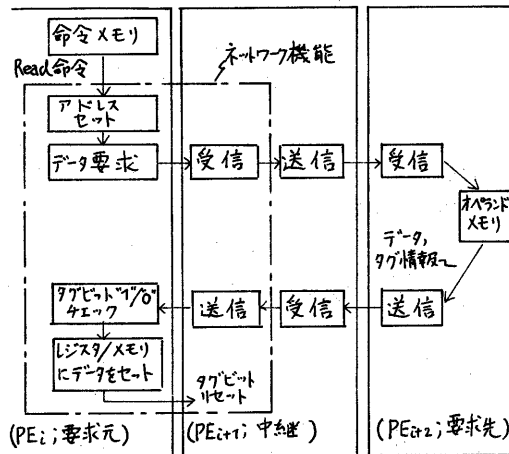 命令メモリ
Read命令
ネットワーク機能
アドレス
セット
データ要求
受信
送信
受信
オペランド
メモリ
データ,
タグ情報
タグビット"1"/"0"
チェック
送信
受信
送信
レジスタ/メモリ
にデータをセット
タグビット
リセット
(PEi;要求元)
(PEi+1;中継)
(PEi+2;要求先)